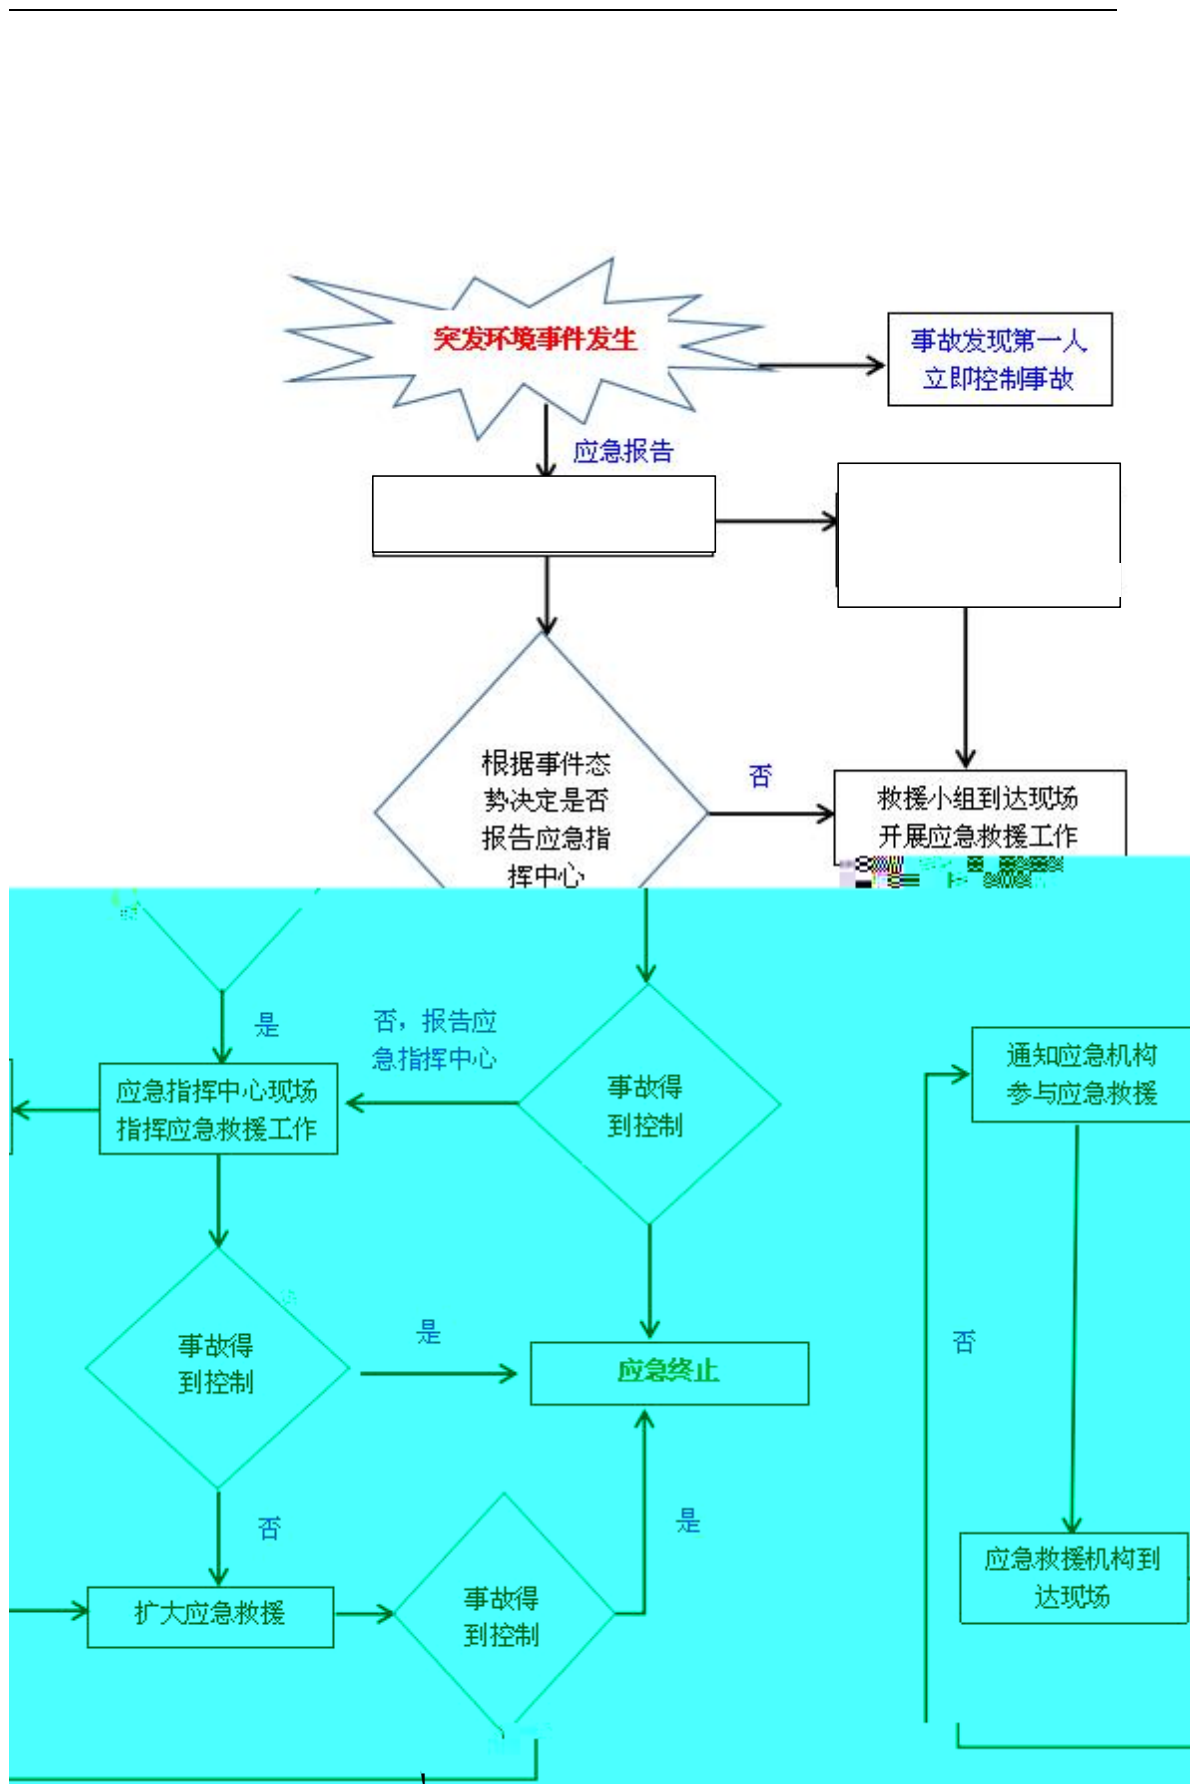 突发环境事件发生
事故发现第一人
立即控制事故
应急报告
根据事件态
势决定是否
报告应急指
挥中心
否
救援小组到达现场
开展应急救援工作
是
否，报告应
急指挥中心
事故得
到控制
通知应急机构
参与应急救援
应急指挥中心现场
指挥应急救援工作
事故得
到控制
是
应急终止
否
否
是
扩大应急救援
事故得
到控制
应急救援机构到
达现场